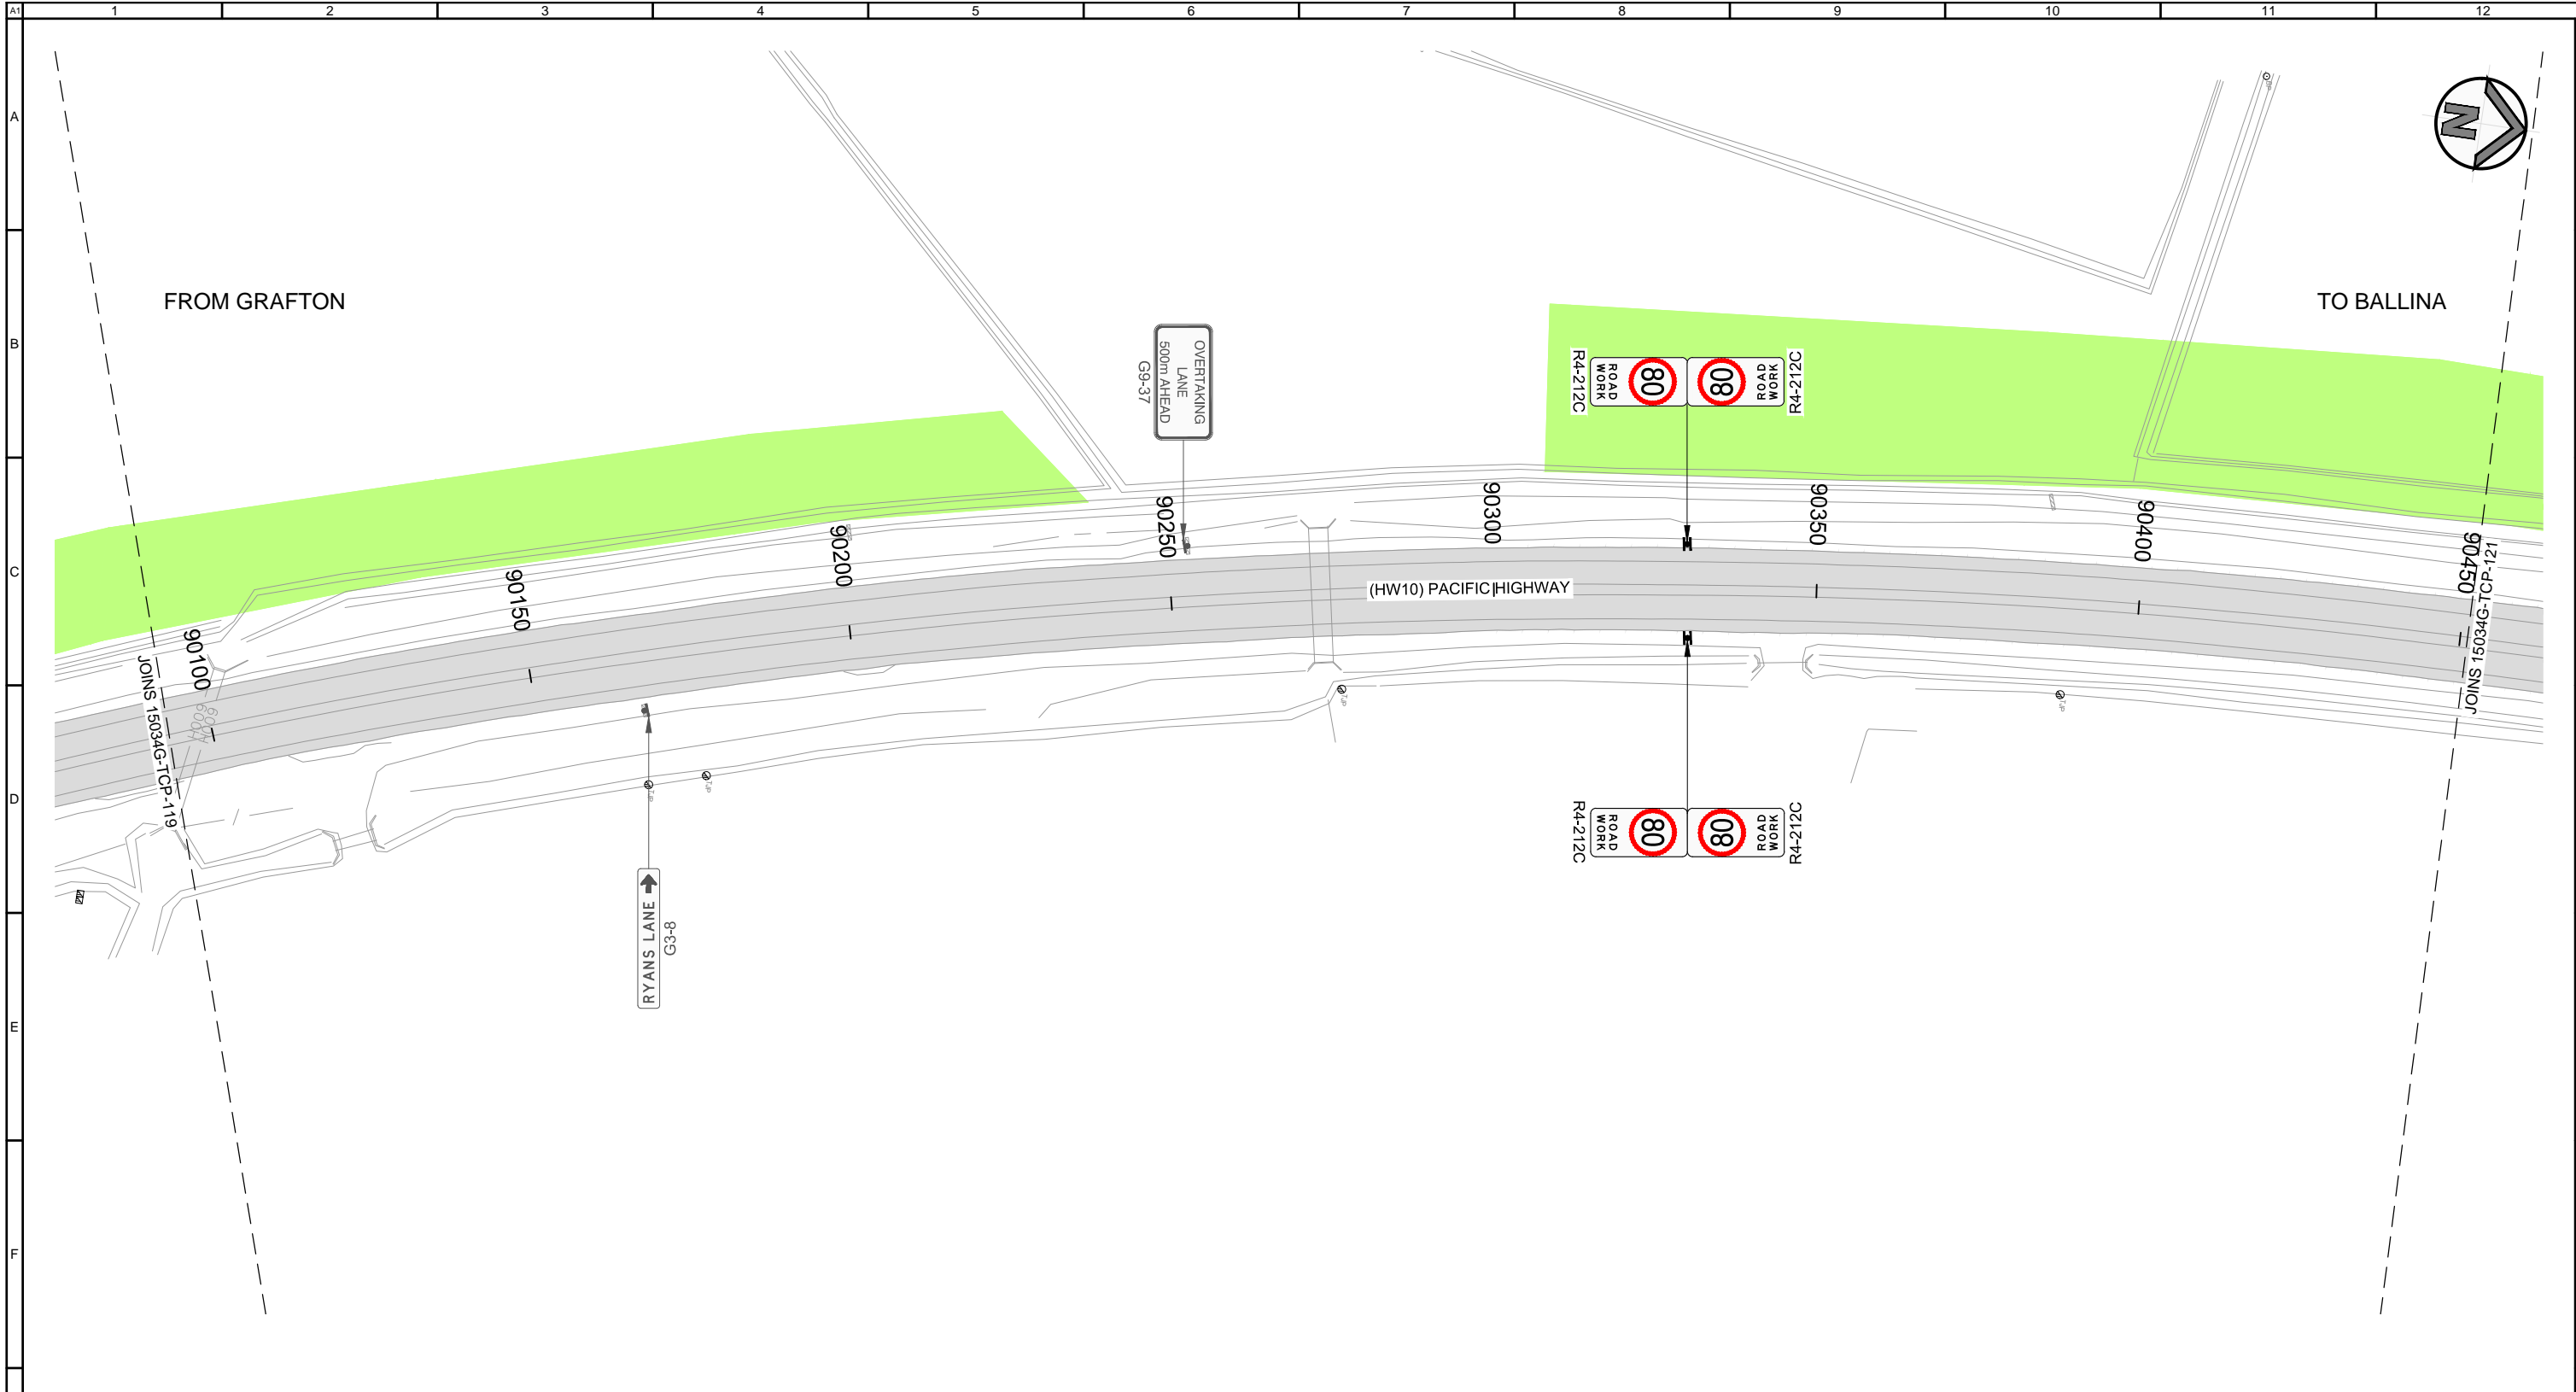 A1
1
2
3
4
5
6
7
8
9
10
11
12
A
B
C
D
E
F
N
FROM GRAFTON
TO BALLINA
OVERTAKING
LANE
500m AHEAD
G9-37
R4-212C
ROAD
WORK
80
80
ROAD
WORK
R4-212C
90100
90150
90200
90250
90300
90350
90400
90450
(HW10) PACIFIC HIGHWAY
JOINS 15034G-TCP-119
JOINS 15034G-TCP-121
R4-212C
ROAD
WORK
80
80
ROAD
WORK
R4-212C
RYANS LANE
G3-8